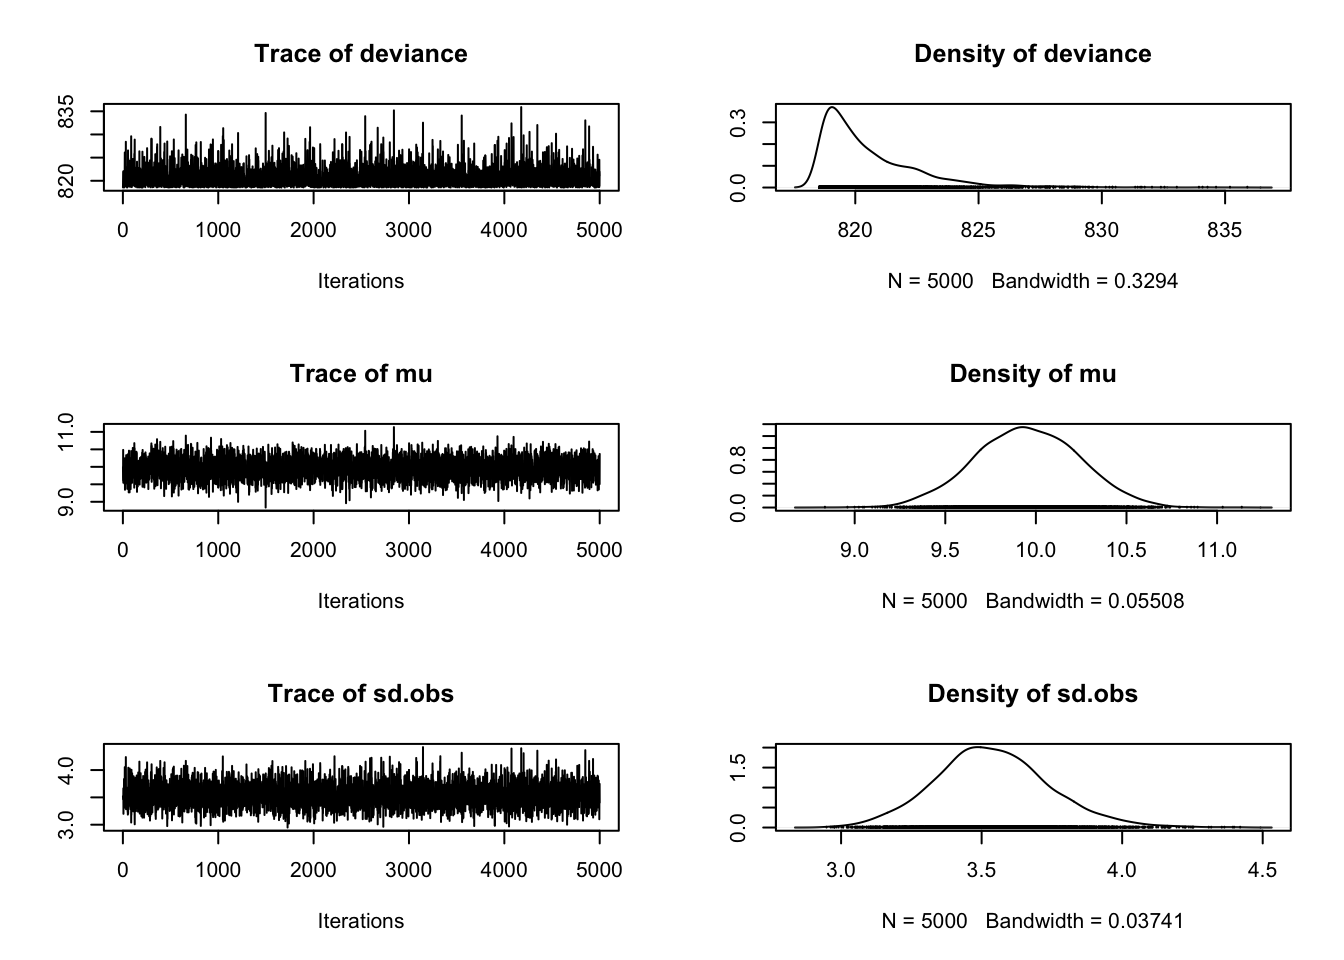 Trace of deviance
835
820
0 1000 2000 3000 4000 5000
Iterations
Density of deviance
0.3
0.0
820 825 830 835
N = 5000 Bandwidth = 0.3294
Trace of mu
11.0
9.0
0 1000 2000 3000 4000 5000
Iterations
Density of mu
0.8
0.0
9.0 9.5 10.0 10.5 11.0
N = 5000 Bandwidth = 0.05508
Trace of sd.obs
4.0
3.0
0 1000 2000 3000 4000 5000
Iterations
Density of sd.obs
1.5
0.0
3.0 3.5 4.0 4.5
N = 5000 Bandwidth = 0.03741